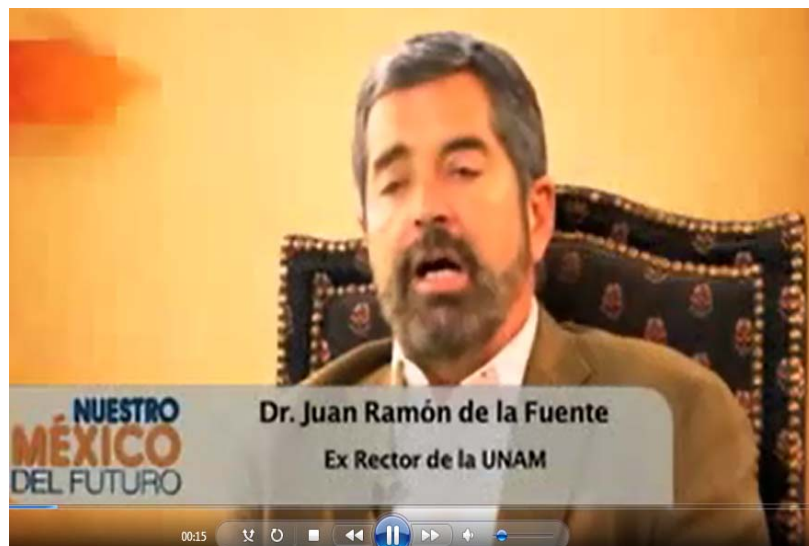 NUESTRO
MÉXICO
DEL FUTURO
Dr. Juan Ramón de la Fuente
Ex Rector de la UNAM
00:15